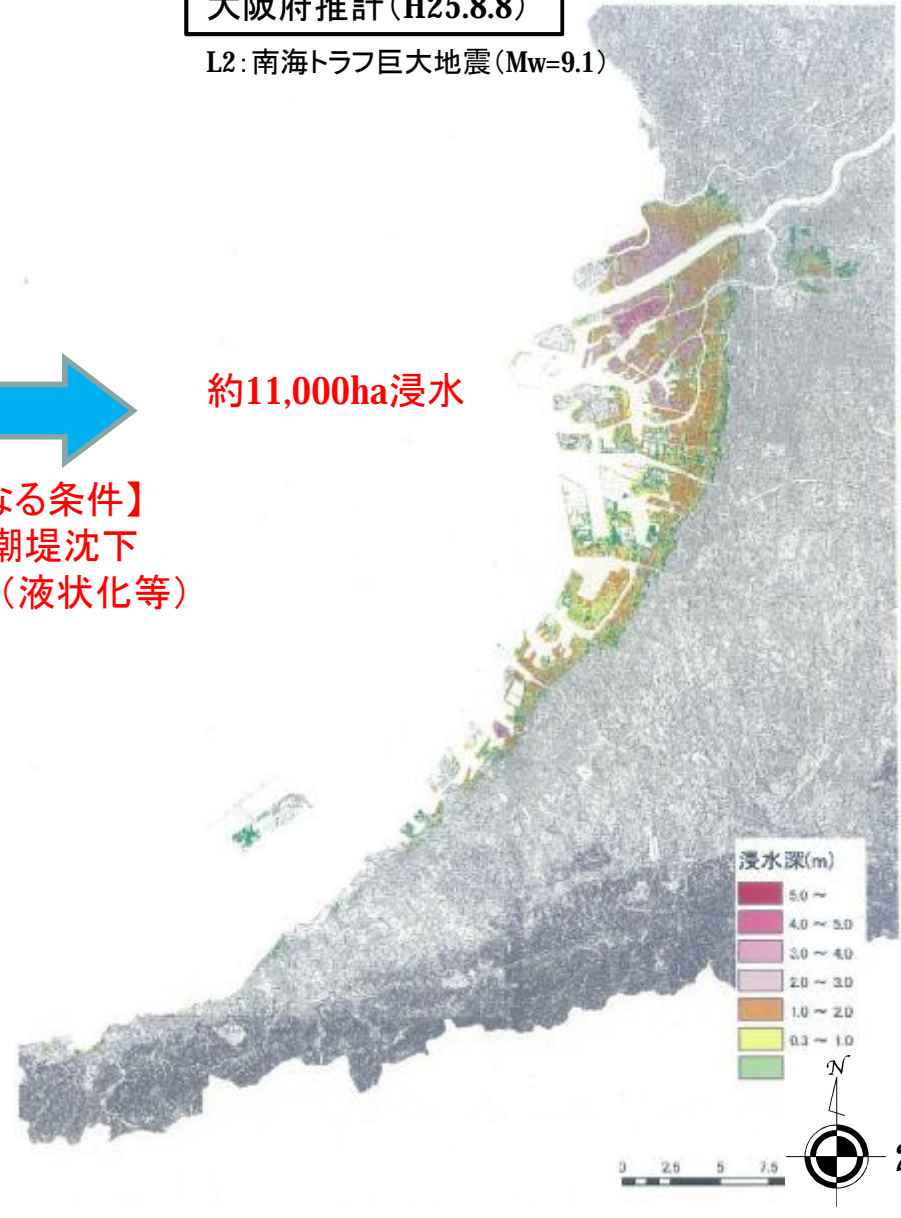 大阪府推計（H25.8.8）
L2：南海トラフ巨大地震（Mw=9.1）
約11,000ha浸水
なる条件】
潮堤沈下
（液状化等）
浸水深(m)
5.0 ～
4.0 ～ 5.0
3.0 ～ 4.0
2.0 ～ 3.0
1.0 ～ 2.0
0.3 ～ 1.0
N
0 2.5 5 7.5